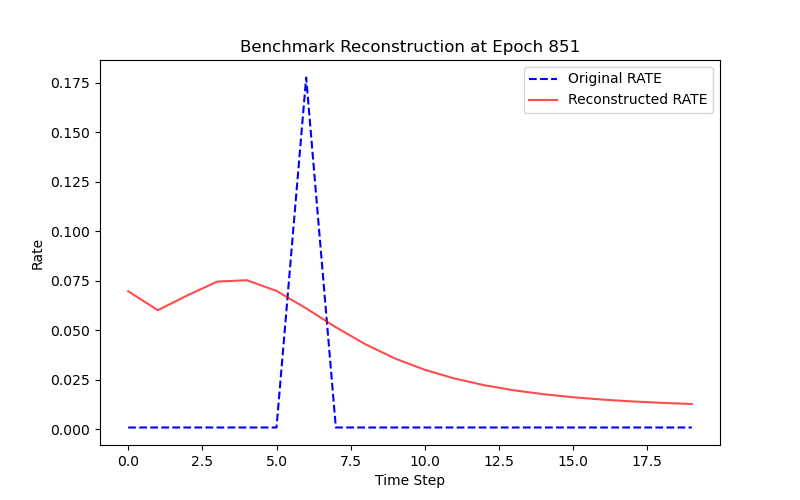 Benchmark Reconstruction at Epoch 851
Original RATE
Reconstructed RATE
Rate
0.175
0.150
0.125
0.100
0.075
0.050
0.025
0.000
0.0 2.5 5.0 7.5 10.0 12.5 15.0 17.5
Time Step